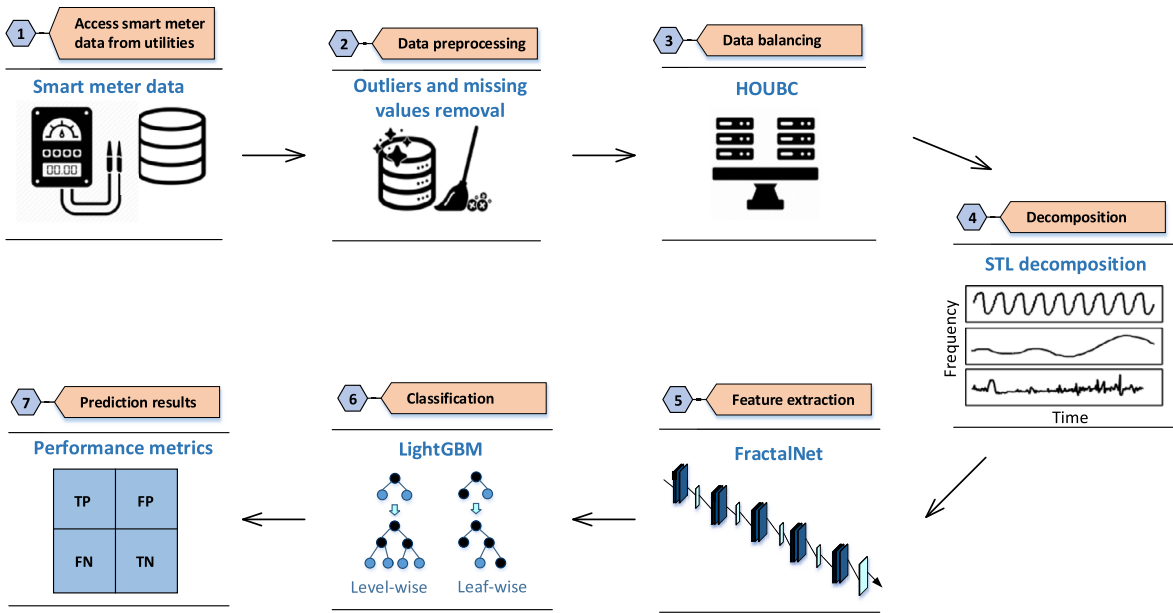 1
Access smart meter
data from utilities
Smart meter data
00.00
2
Data preprocessing
Outliers and missing
values removal
3
Data balancing
HOUBC
4
Decomposition
STL decomposition
Frequency
Time
5
Feature extraction
FractalNet
6
Classification
LightGBM
Level-wise
Leaf-wise
7
Prediction results
Performance metrics
TP
FP
FN
TN